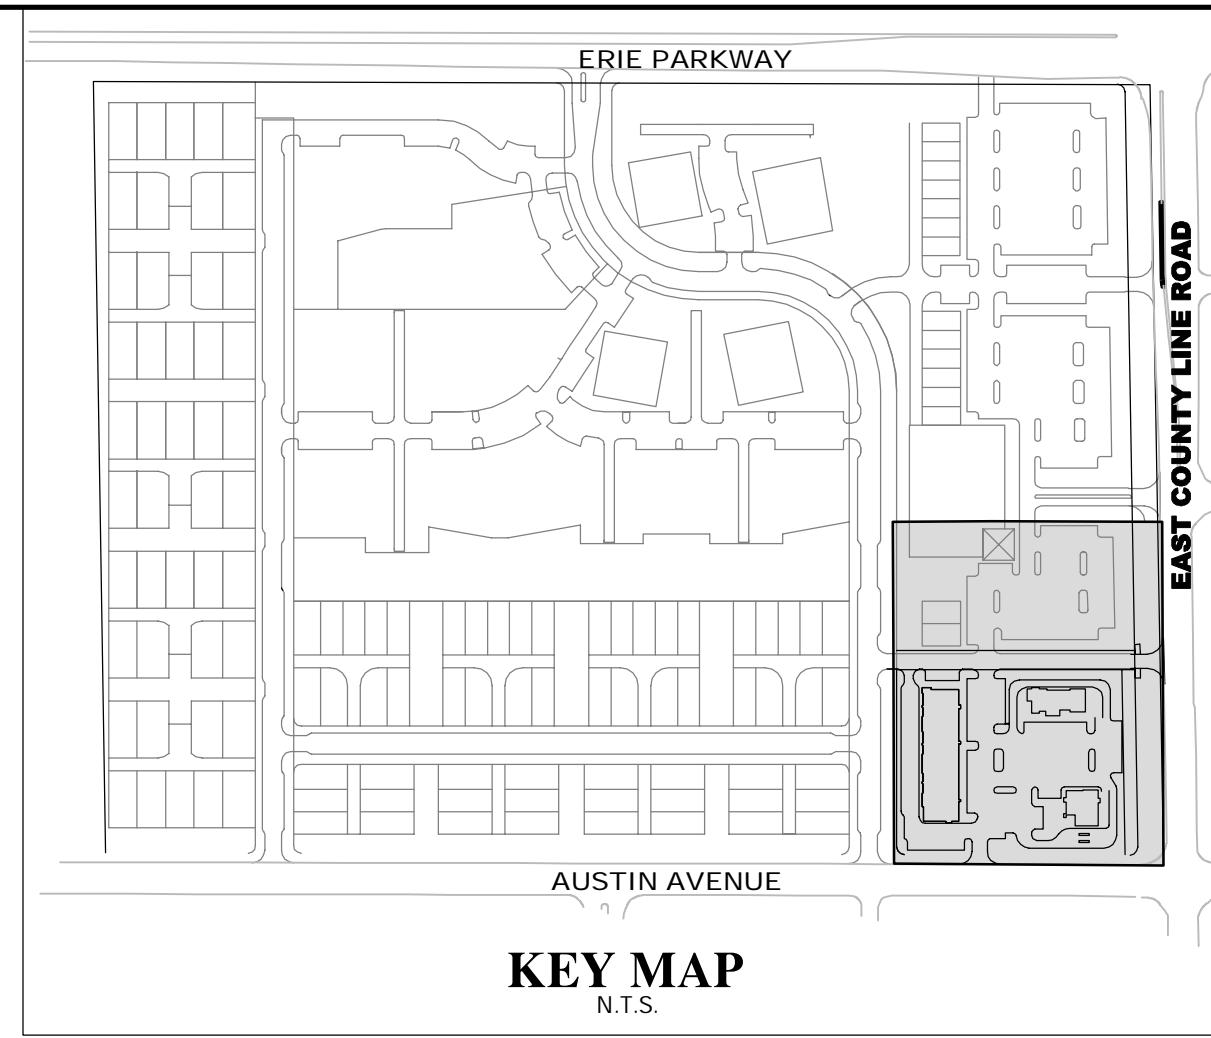 ERIE PARKWAY
EAST COUNTY LINE ROAD
AUSTIN AVENUE
KEY MAP
N.T.S.